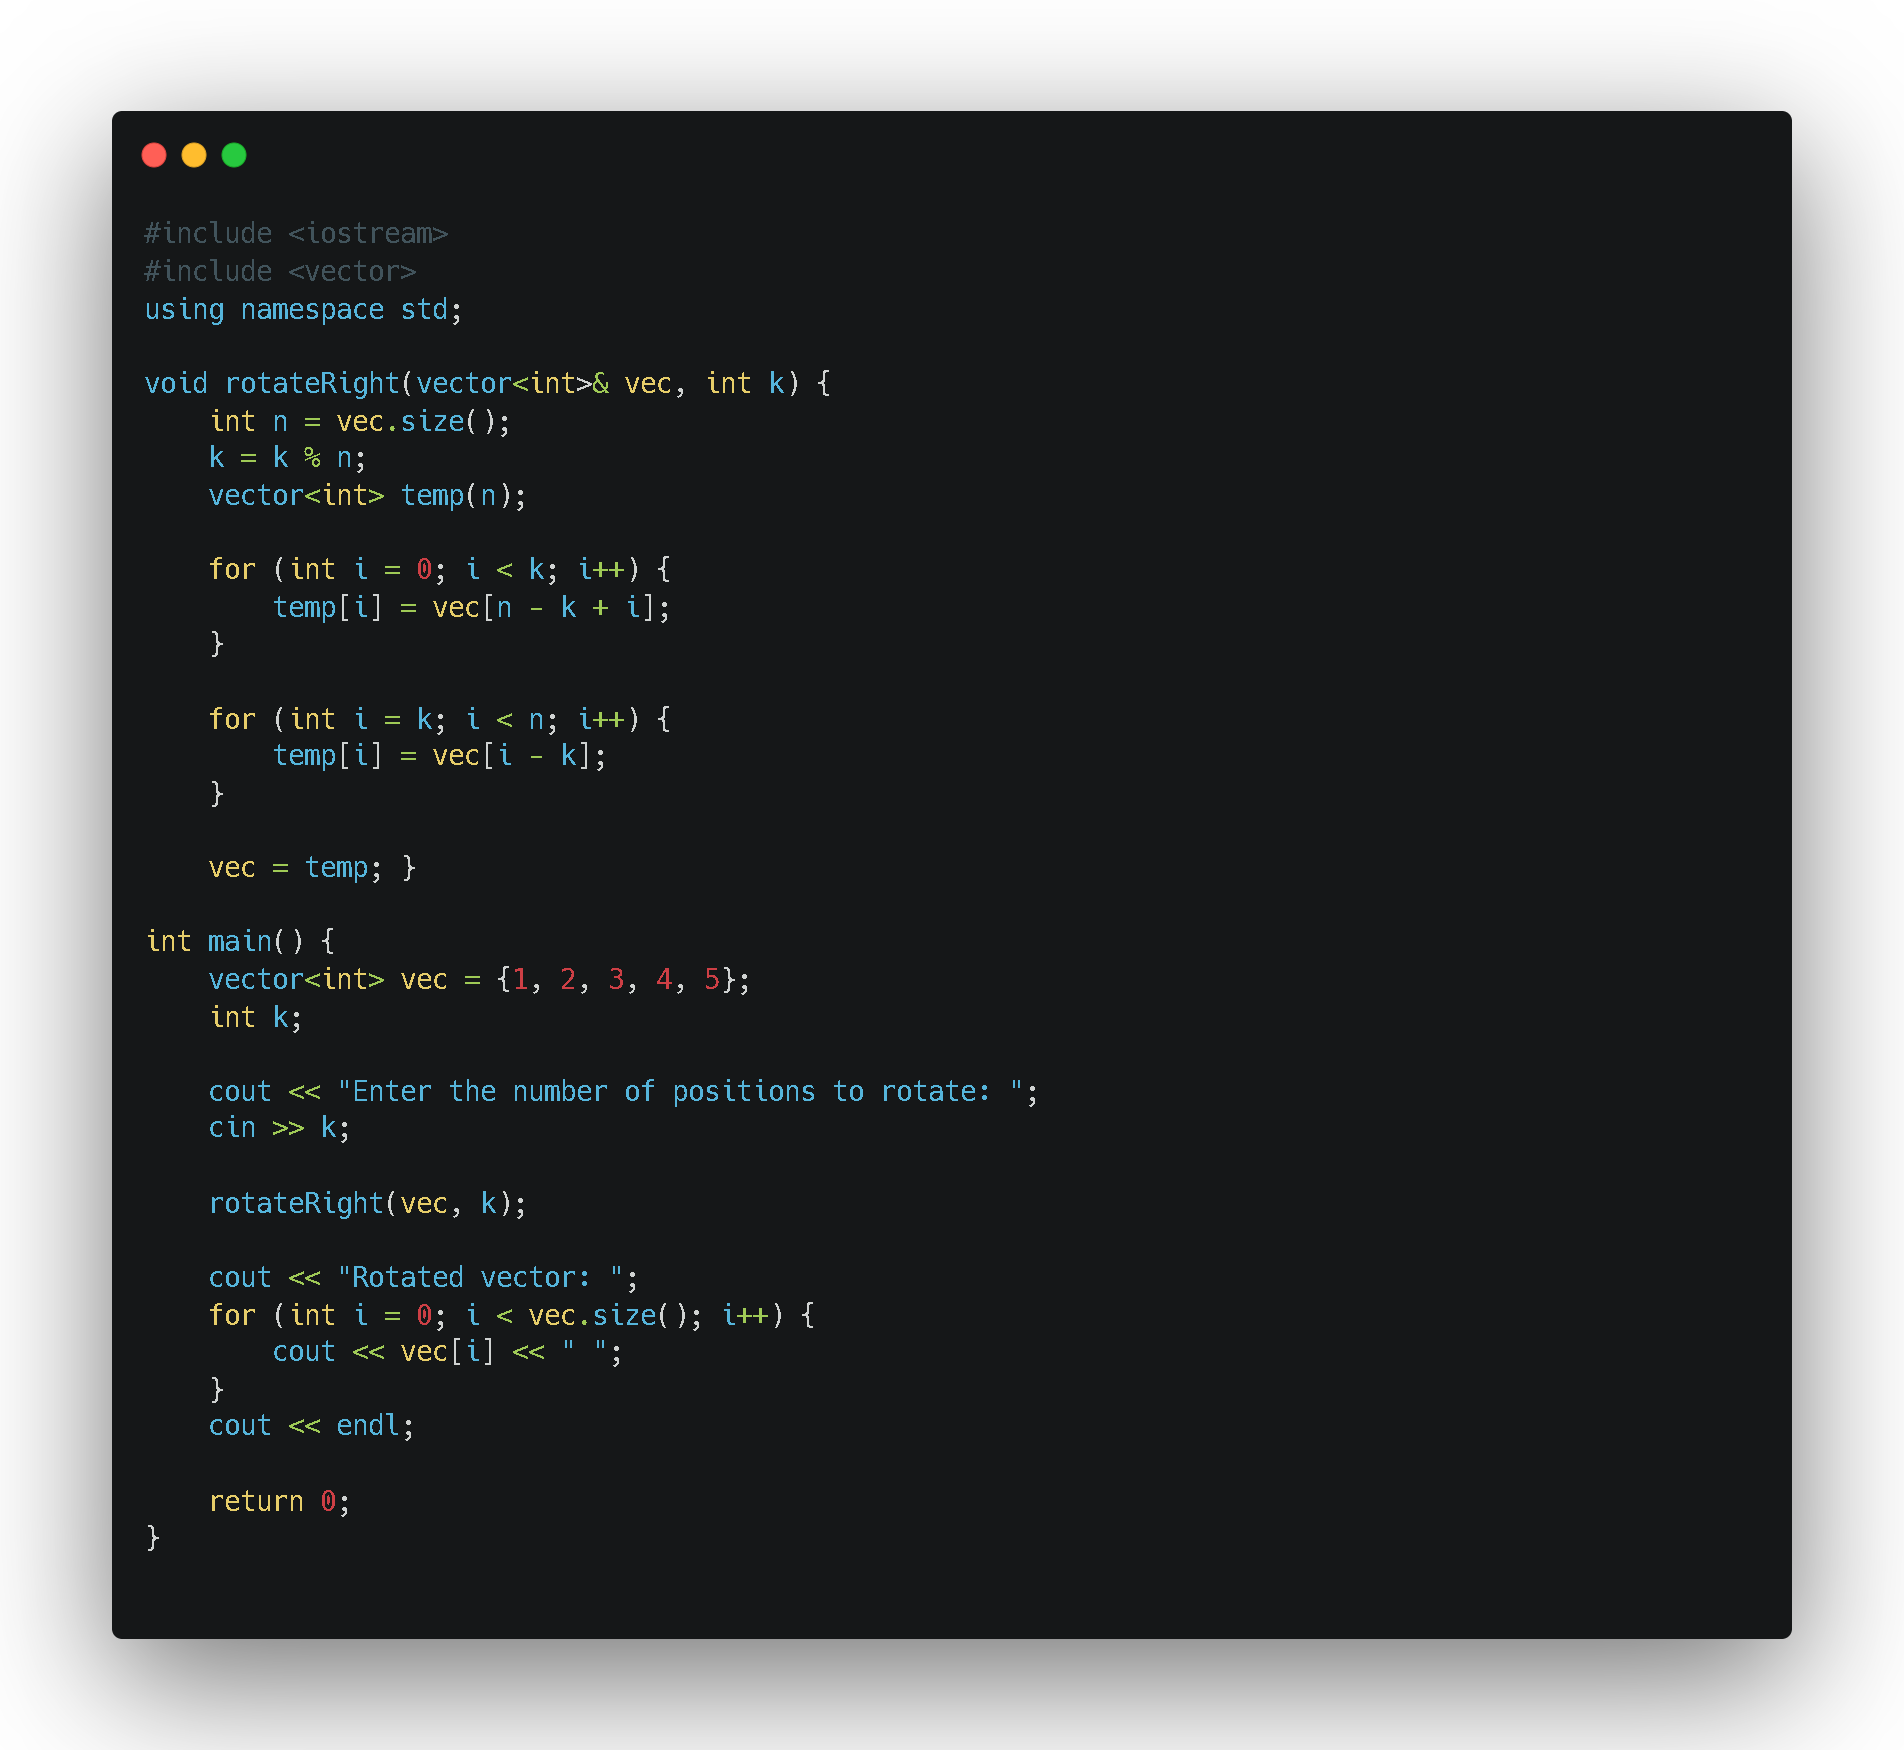 #include <iostream>
#include <vector>
using namespace std;

void rotateRight(vector<int>& vec, int k) {
    int n = vec.size();
    k = k % n;
    vector<int> temp(n);

    for (int i = 0; i < k; i++) {
        temp[i] = vec[n - k + i];
    }

    for (int i = k; i < n; i++) {
        temp[i] = vec[i - k];
    }

    vec = temp; }

int main() {
    vector<int> vec = {1, 2, 3, 4, 5};
    int k;

    cout << "Enter the number of positions to rotate: ";
    cin >> k;

    rotateRight(vec, k);

    cout << "Rotated vector: ";
    for (int i = 0; i < vec.size(); i++) {
        cout << vec[i] << " ";
    }
    cout << endl;

    return 0;
}